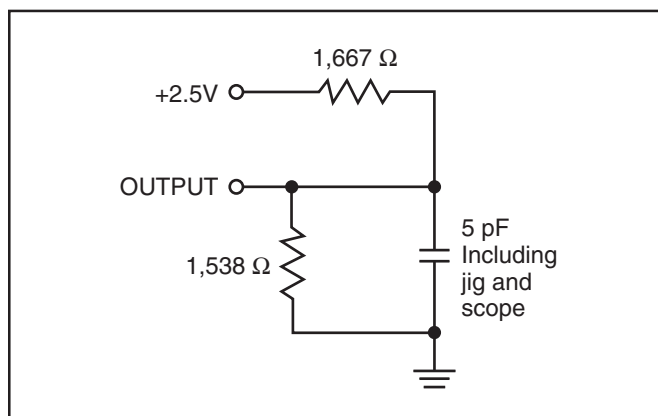 1,667 Ω
+2.5V
OUTPUT
1,538 Ω
5 pF
Including
jig and
scope